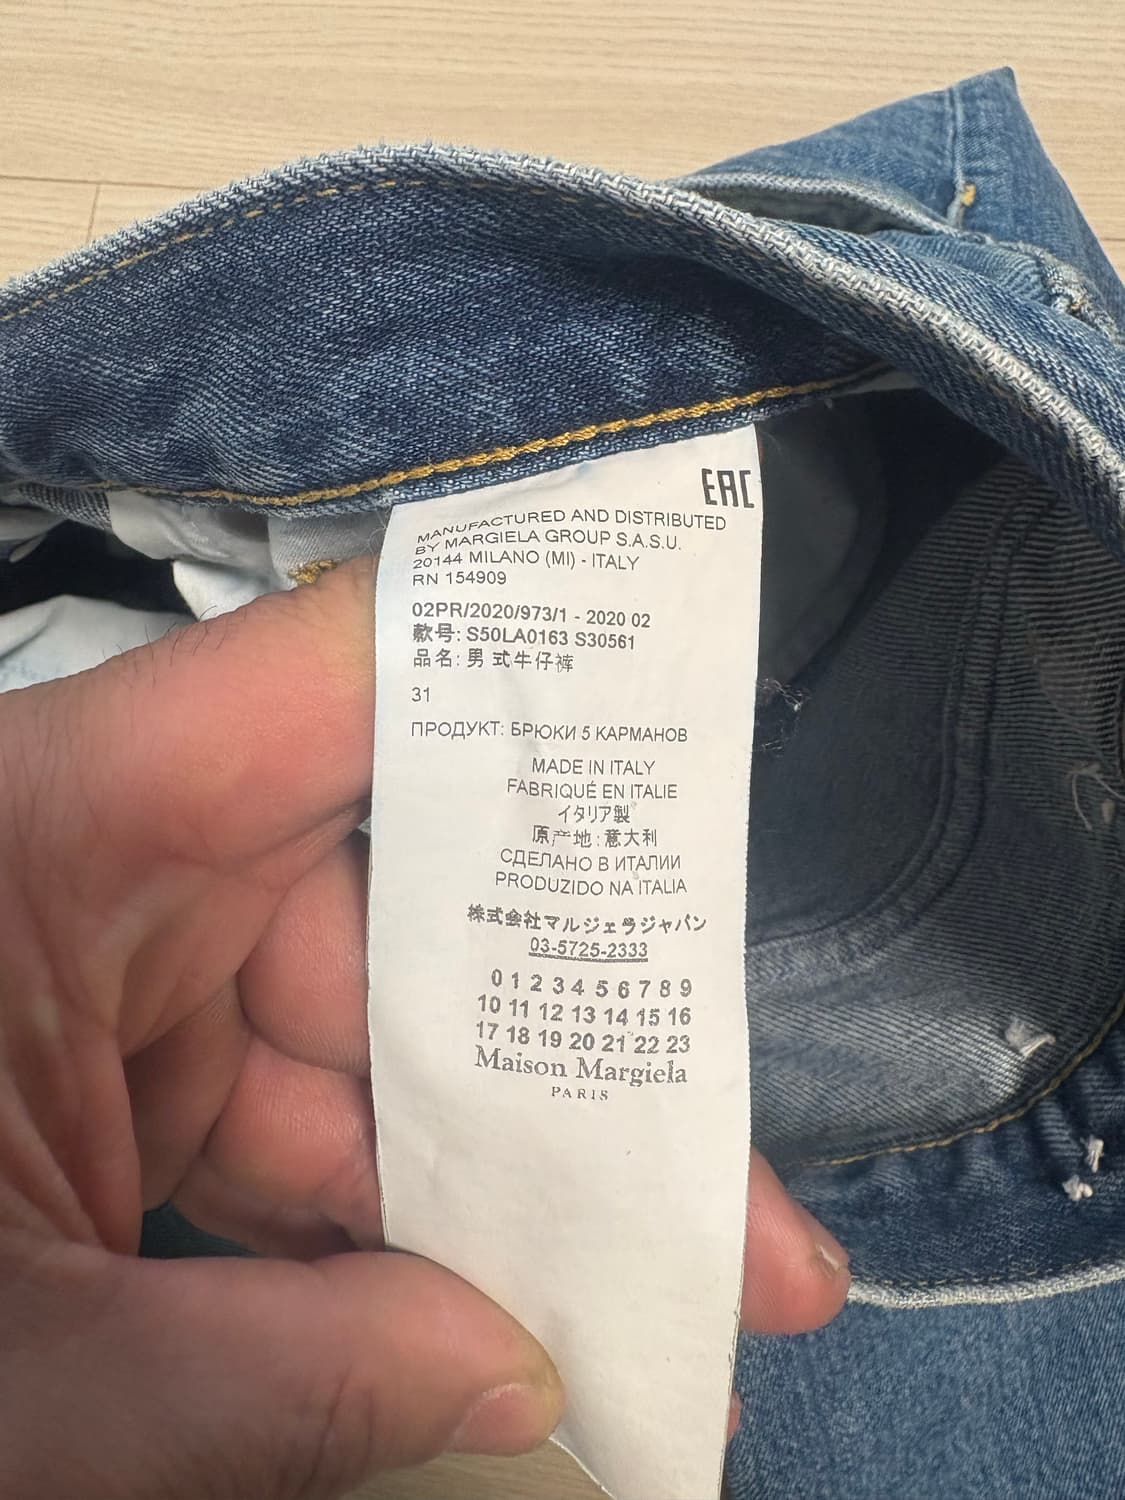 EAC
MANUFACTURED AND DISTRIBUTED
BY MARGIELA GROUP S.A.S.U.
20144 MILANO (MI) - ITALY
RN 154909
02PR/2020/973/1 - 2020 02
款号: S50LA0163 S30561
品名: 男 式牛仔裤
31
ПРОДУКТ: БРЮКИ 5 КАРМАНОВ
MADE IN ITALY
FABRIQUÉ EN ITALIE
イタリア製
原产地:意大利
СДЕЛАНО В ИТАЛИИ
PRODUZIDO NA ITALIA
株式会社マルジェラジャパン
03-5725-2333
0 1 2 3 4 5 6 7 8 9
10 11 12 13 14 15 16
17 18 19 20 21 22 23
Maison Margiela
PARIS